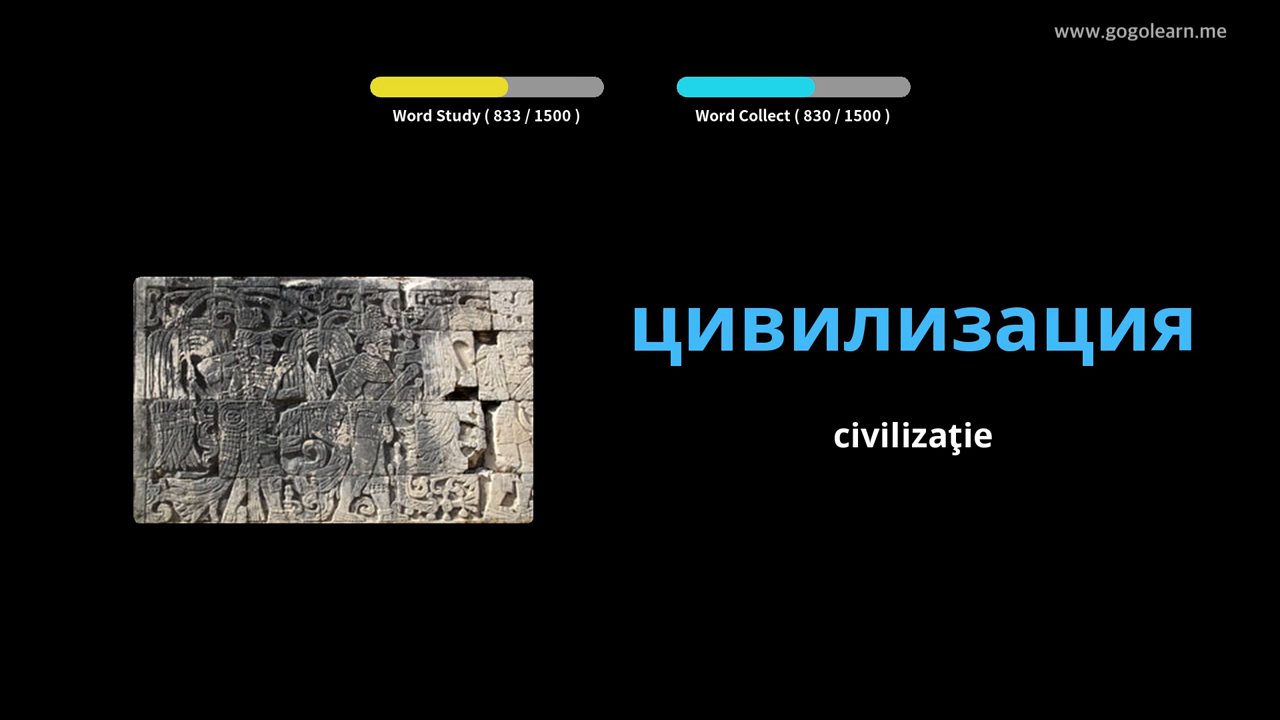 www.gogolearn.me
Word Study ( 833 / 1500 )
Word Collect ( 830 / 1500 )
цивилизация
civilizaţie